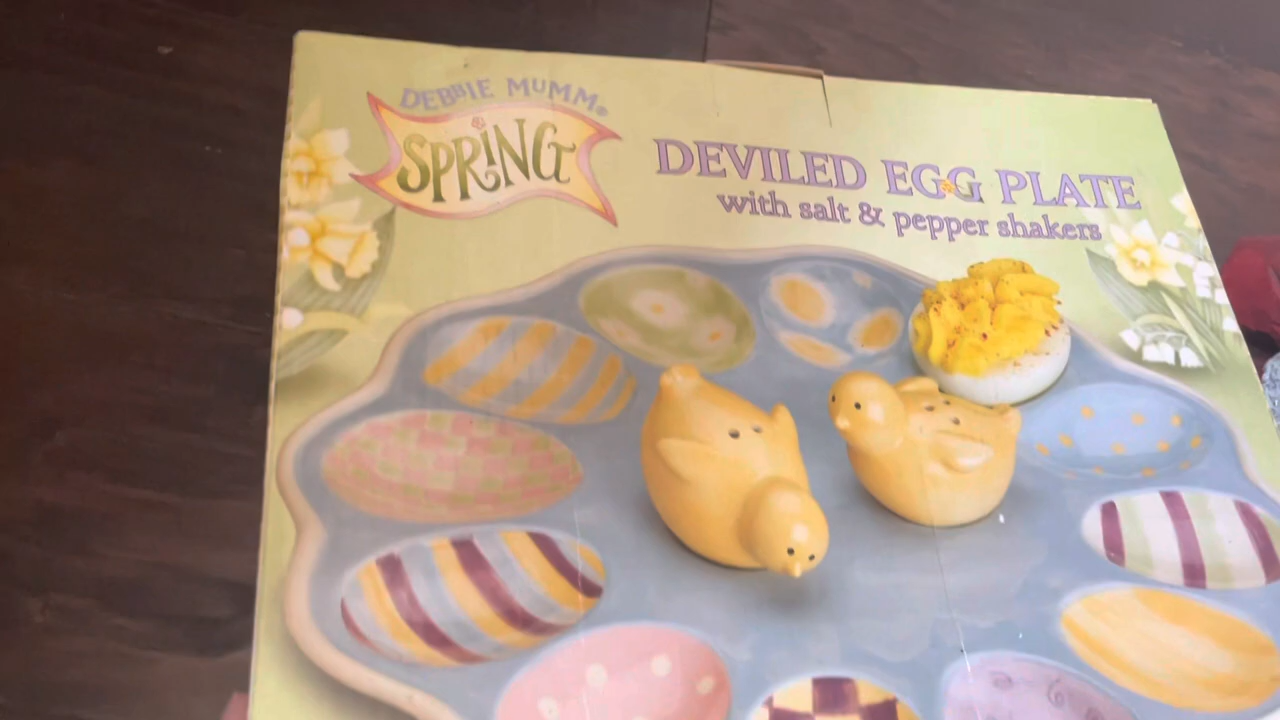 DEBBIE MUMM®
SPRING
DEVILED EGG PLATE
with salt & pepper shakers